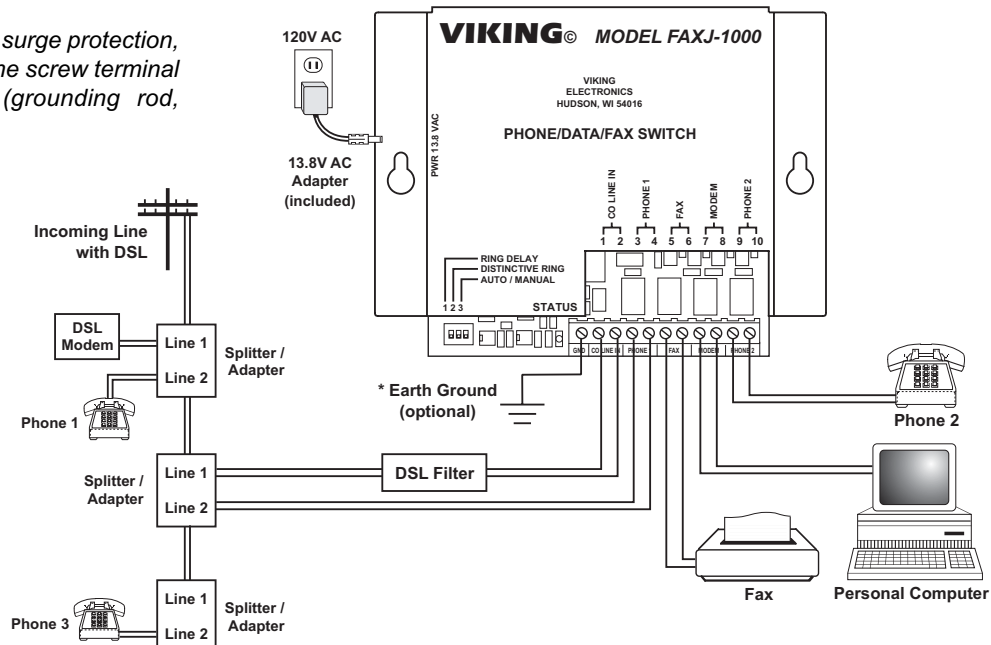 surge protection,
ne screw terminal
(grounding rod,
120V AC
13.8V AC
Adapter
(included)
VIKING© MODEL FAXJ-1000
VIKING
ELECTRONICS
HUDSON, WI 54016
PHONE/DATA/FAX SWITCH
PWR 13.8 VAC
CO LINE IN
PHONE 1
FAX
MODEM
PHONE 2
1 2 3 4 5 6 7 8 9 10
RING DELAY
DISTINCTIVE RING
AUTO / MANUAL
1 2 3
STATUS
GND CO LINE IN PHONE FAX MODEM PHONE 2
Incoming Line
with DSL
DSL
Modem
Line 1
Line 2
Splitter /
Adapter
Phone 1
* Earth Ground
(optional)
Splitter /
Adapter
Line 1
Line 2
DSL Filter
Phone 2
Fax
Personal Computer
Phone 3
Line 1
Line 2
Splitter /
Adapter